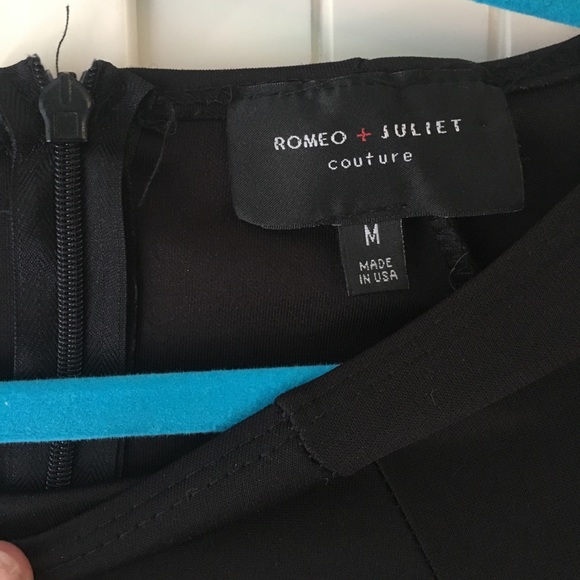 ROMEO + JULIET
couture
M
MADE
IN USA